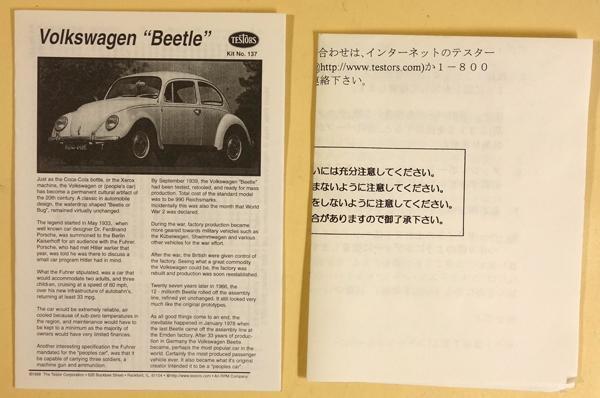 Volkswagen "Beetle"
TESTORS
Kit No. 137
Just as the Coca-Cola bottle, or the Xerox
machine, the Volkswagen or (people's car)
has become a permanent cultural artifact of
the 20th century. A classic in automobile
design, the waterdrop shaped "Beetle or
Bug", remained virtually unchanged.
The legend started in May 1933, when
well known car designer Dr. Ferdinand
Porsche, was summoned to the Berlin
Kaiserhoff for an audience with the Fuhrer.
Porsche, who had met Hitler earlier that
year, was told he was there to discuss a
small car program Hitler had in mind.
What the Fuhrer stipulated, was a car that
would accommodate two adults, and three
children, cruising at a speed of 60 mph,
over his new infrastructure of autobahn's,
returning at least 33 mpg.
The car would be extremely reliable, air
cooled because of sub-zero temperatures in
the region, and maintenance would have to
be kept to a minimum as the majority of
owners would have very limited finances.
Another interesting specification the Fuhrer
mandated for the "peoples car", was that it
be capable of carrying three soldiers, a
machine gun and ammunition.
By September 1939, the Volkswagen "Beetle"
had been tested, retooled, and ready for mass
production. Total cost of the standard model
was to be 990 Reichsmarks.
Incidentally this was also the month that World
War 2 was declared.
During the war, factory production became
more geared towards military vehicles such as
the Kübelwagen, Shwimmwagen and various
other vehicles for the war effort.
After the war, the British were given control of
the factory. Seeing what a great commodity
the Volkswagen could be, the factory was
rebuilt and production was soon reestablished.
Twenty seven years later in 1966, the
12 - millionth Beetle rolled off the assembly
line, refined yet unchanged. It still looked very
much like the original prototypes.
As all good things come to an end, the
inevitable happened in January 1978 when
the last Beetle came off the assembly line at
the Emden factory. After 33 years of produc-
tion in Germany the Volkswagen Beetle
became, perhaps the most popular car in the
world. Certainly the most produced passenger
vehicle ever. It also became what it's original
creator intended it to be a "peoples car".
©1998 The Testor Corporation • 620 Buckbee Street • Rockford, IL 61104 • @http://www.testors.com • An RPM Company
合わせは、インターネットのテスター
@http://www.testors.com)か1－800
連絡下さい。
いには充分注意してください。
まないように注意してください。
をしないように注意してください。
合がありますので御了承下さい。